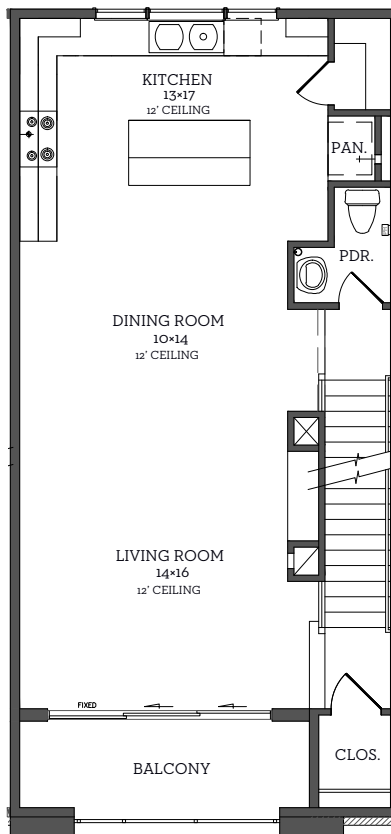 KITCHEN
13×17
12' CEILING
PAN.
PDR.
DINING ROOM
10×14
12' CEILING
LIVING ROOM
14×16
12' CEILING
FIXED
CLOS.
BALCONY